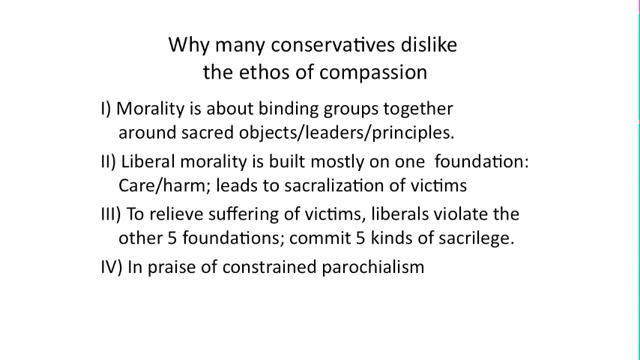 Why many conservatives dislike
the ethos of compassion
I) Morality is about binding groups together
around sacred objects/leaders/principles.
II) Liberal morality is built mostly on one foundation:
Care/harm; leads to sacralization of victims
III) To relieve suffering of victims, liberals violate the
other 5 foundations; commit 5 kinds of sacrilege.
IV) In praise of constrained parochialism